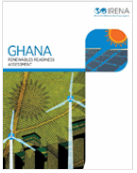 IRENA
GHANA
RENEWABLES READINESS
ASSESSMENT